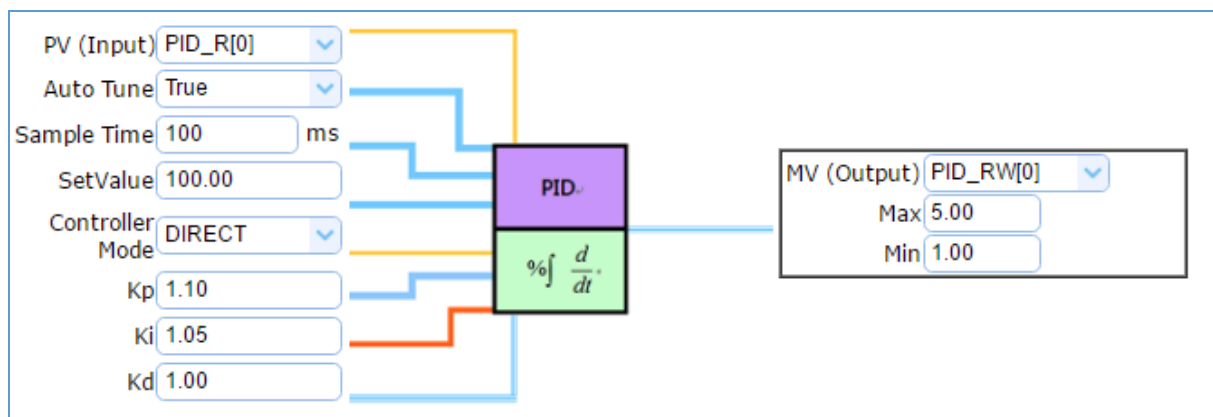 PV (Input) PID_R[0]
Auto Tune True
Sample Time 100 ms
SetValue 100.00
Controller
Mode DIRECT
Kp 1.10
Ki 1.05
Kd 1.00
PID
%∫ d/dt
MV (Output) PID_RW[0]
Max 5.00
Min 1.00